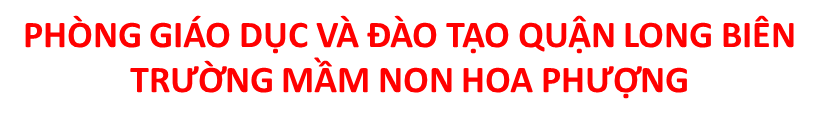 PHÒNG GIÁO DỤC VÀ ĐÀO TẠO QUẬN LONG BIÊN
TRƯỜNG MẦM NON HOA PHƯỢNG